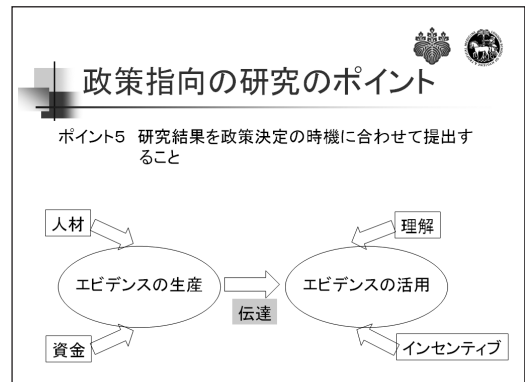 政策指向の研究のポイント
ポイント5　研究結果を政策決定の時機に合わせて提出す
ること
人材
理解
エビデンスの生産
エビデンスの活用
伝達
資金
インセンティブ